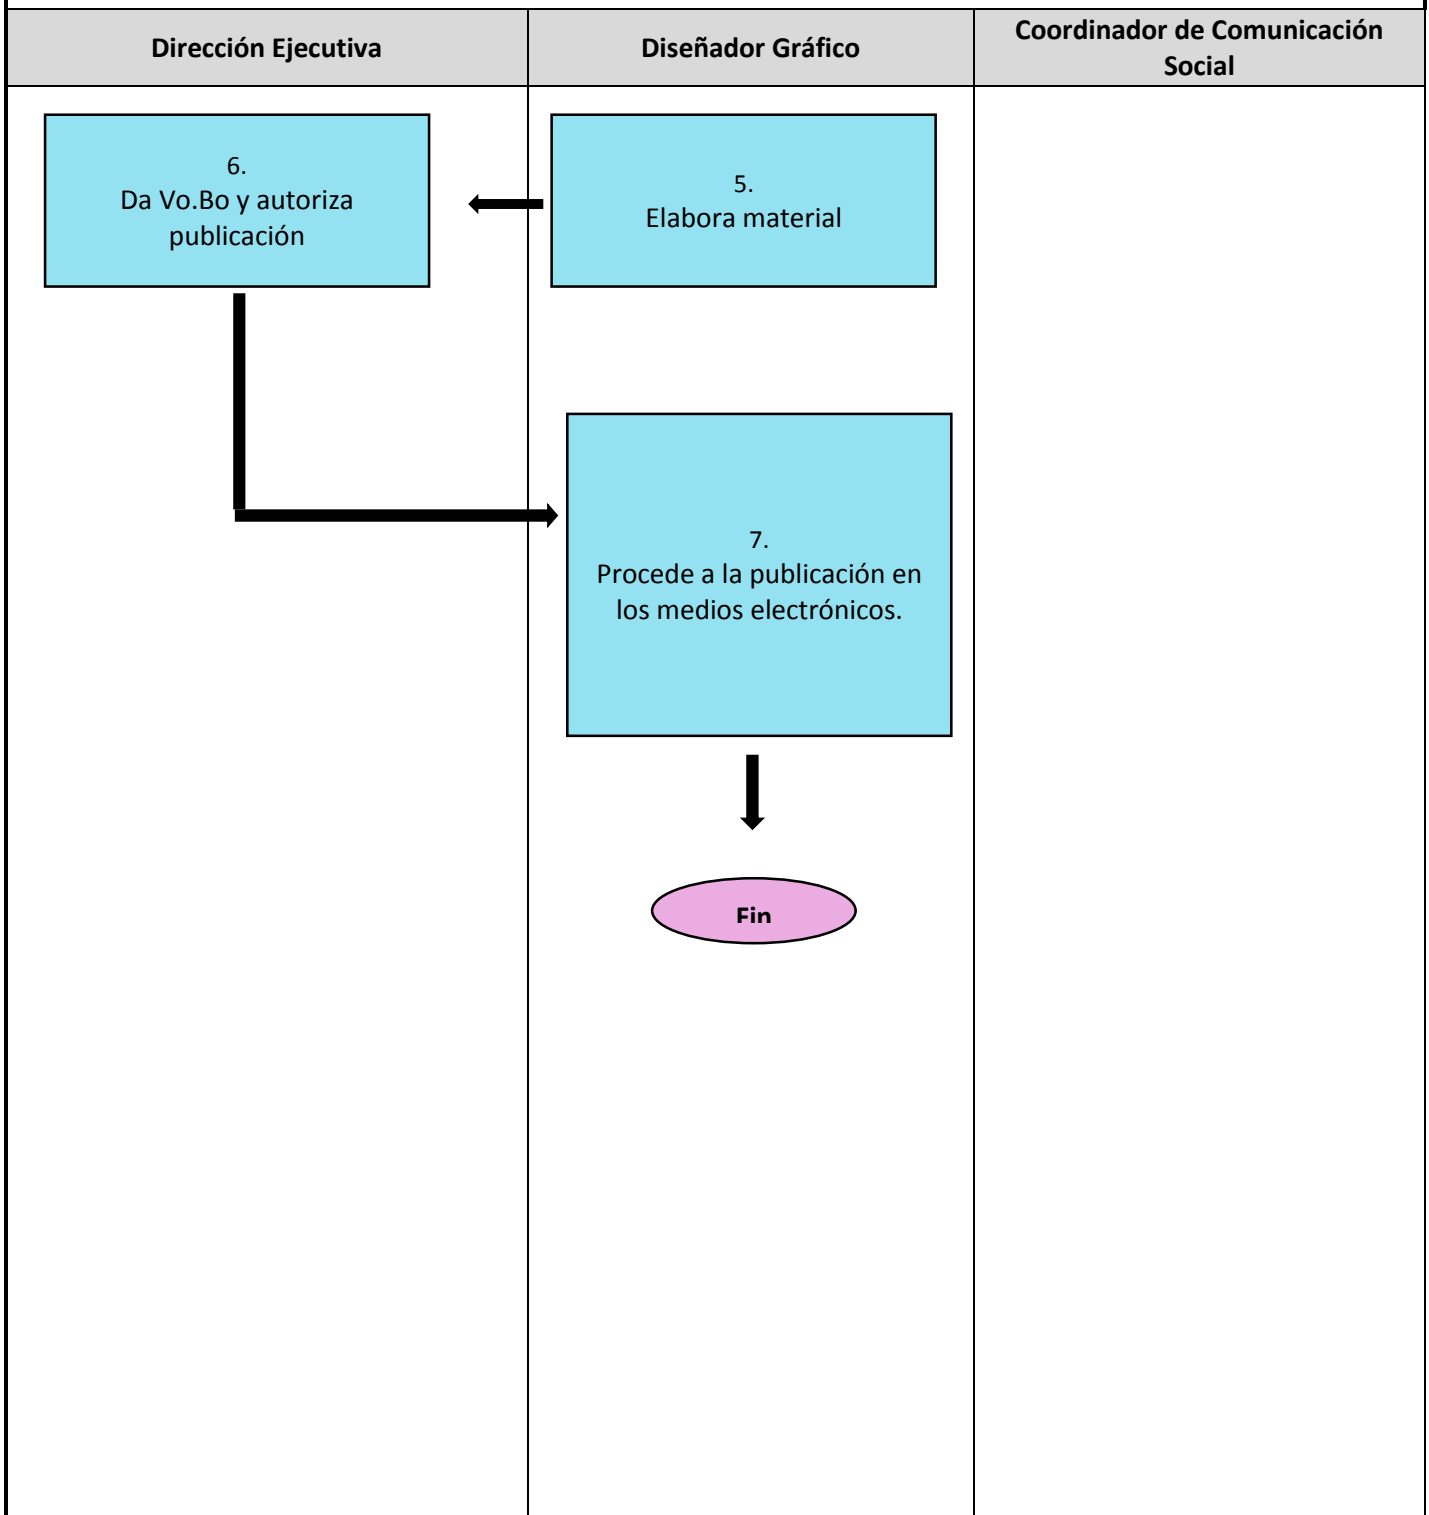 Dirección Ejecutiva
Diseñador Gráfico
Coordinador de Comunicación
Social
6.
Da Vo.Bo y autoriza
publicación
5.
Elabora material
7.
Procede a la publicación en
los medios electrónicos.
Fin